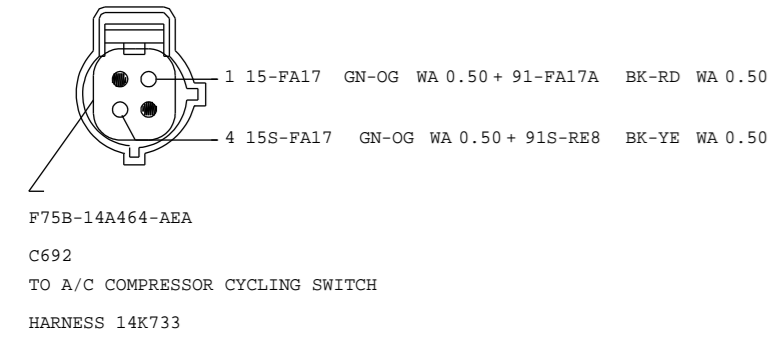 1 15-FA17 GN-OG WA 0.50 + 91-FA17A BK-RD WA 0.50
4 15S-FA17 GN-OG WA 0.50 + 91S-RE8 BK-YE WA 0.50
F75B-14A464-AEA
C692
TO A/C COMPRESSOR CYCLING SWITCH
HARNESS 14K733